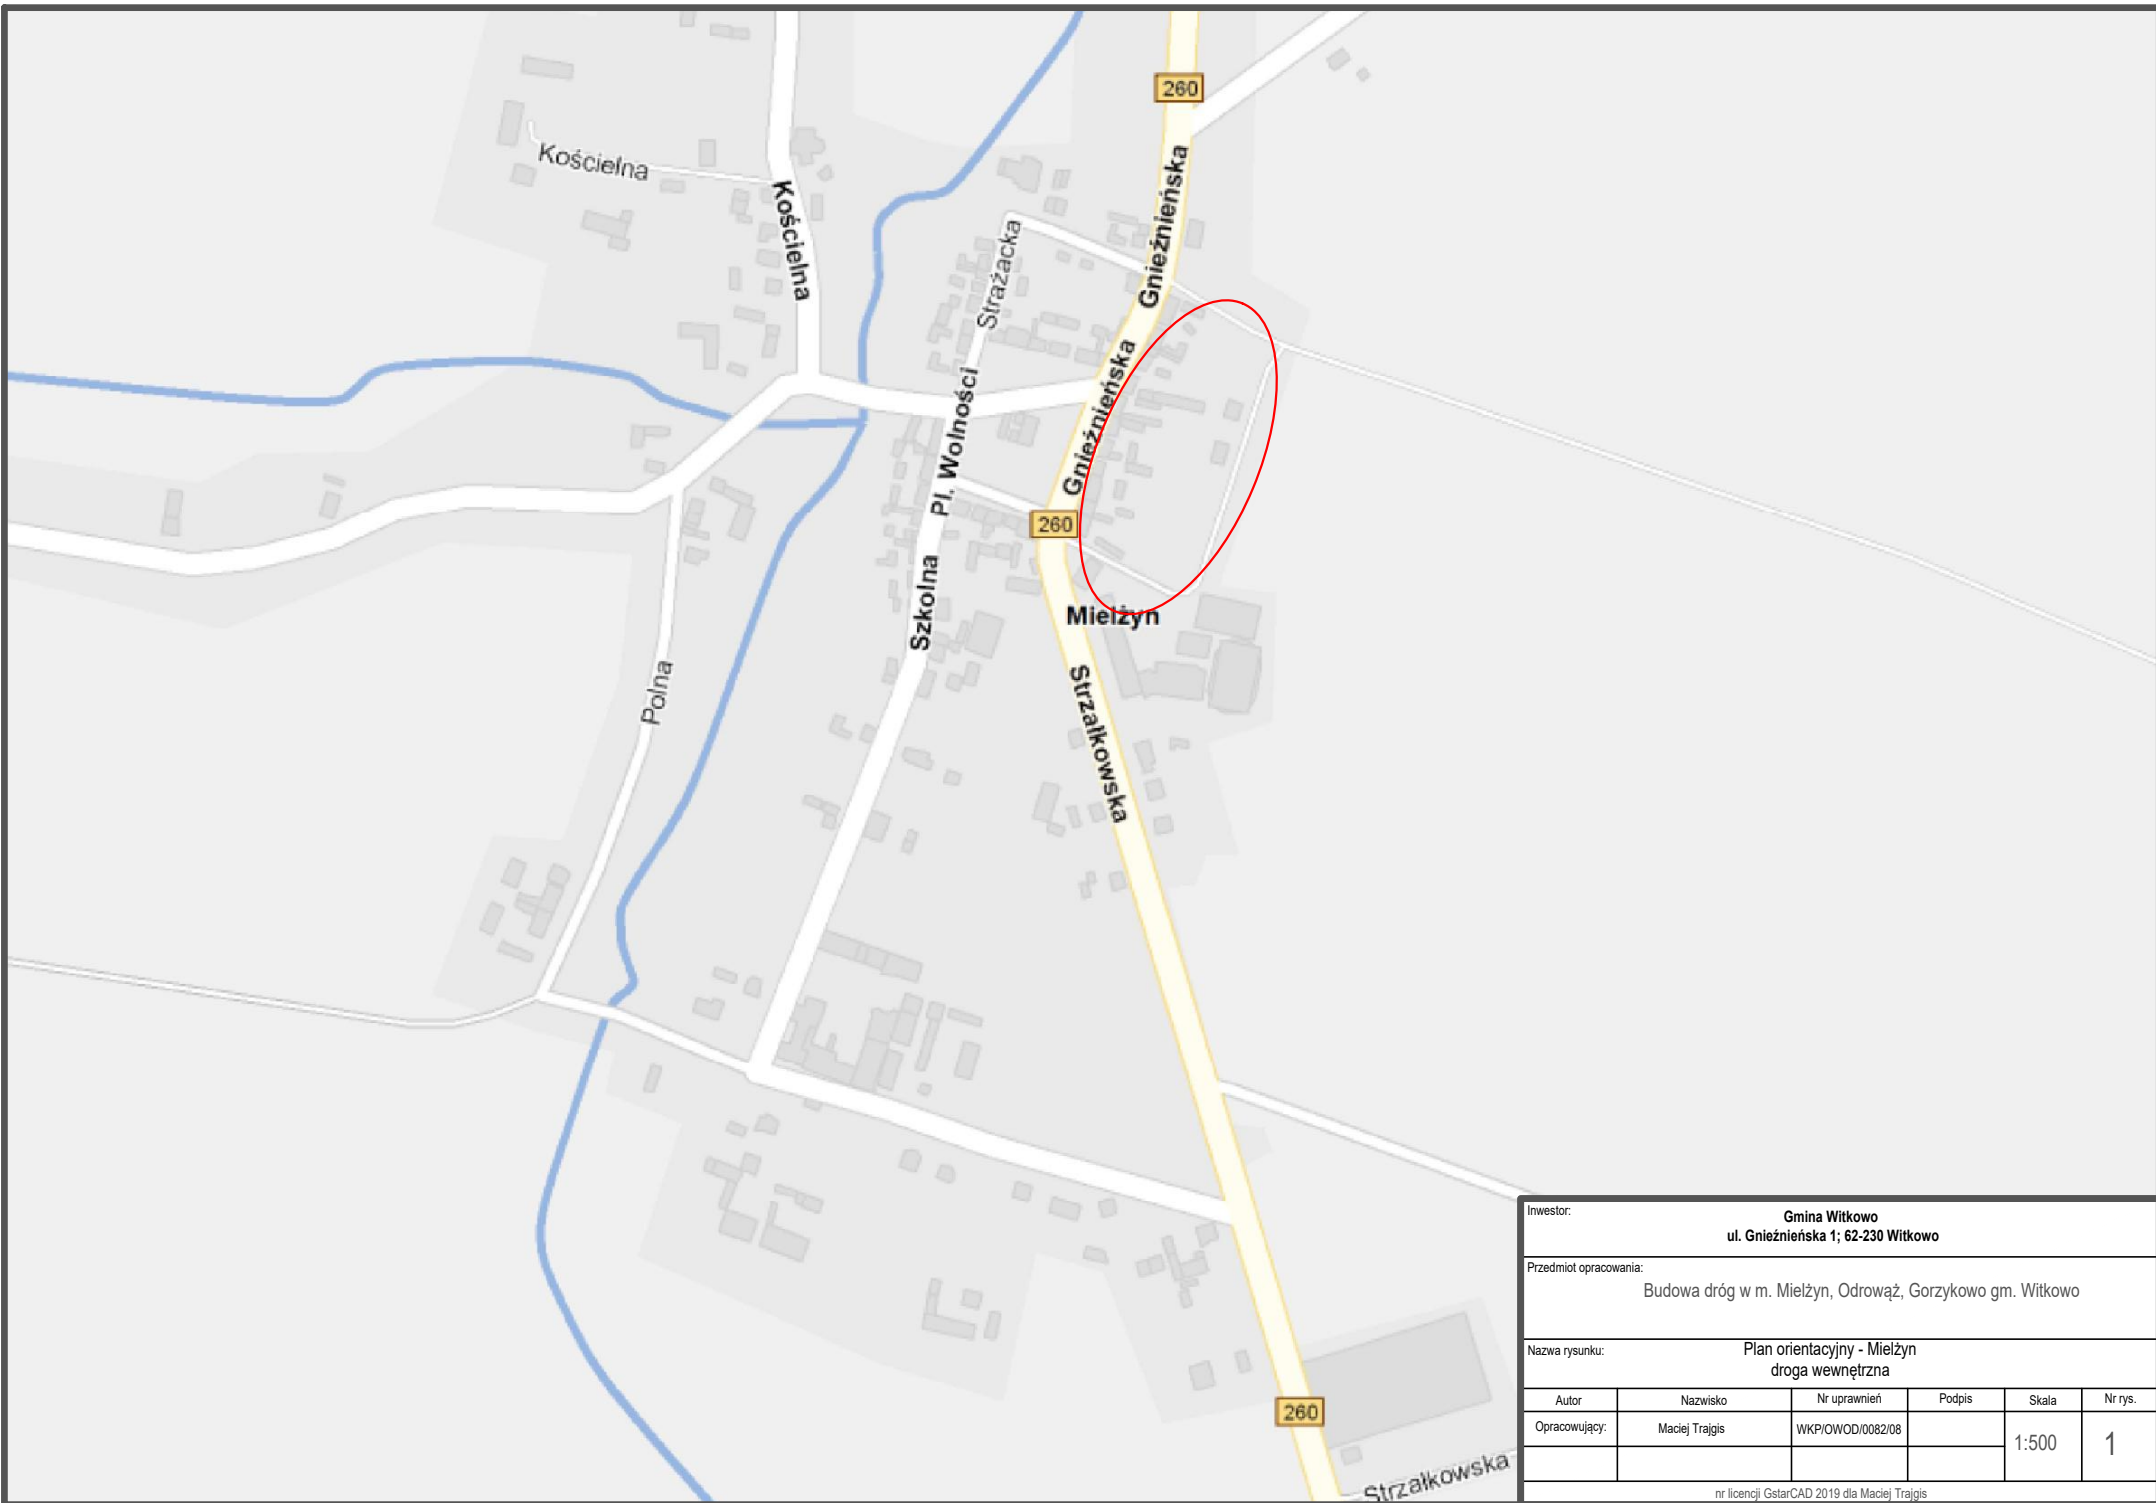 260
Kościelna
Kościelna
Gnieźnieńska
Strażacka
Gnieźnieńska
Pl. Wolności
Gnieźnieńska
260
Szkolna
Mielżyn
Polna
Strzałkowska
260
Strzałkowska
Inwestor:
Gmina Witkowo
ul. Gnieźnieńska 1; 62-230 Witkowo
Przedmiot opracowania:
Budowa dróg w m. Mielżyn, Odrowąż, Gorzykowo gm. Witkowo
Nazwa rysunku:
Plan orientacyjny - Mielżyn
droga wewnętrzna
Autor Nazwisko Nr uprawnień Podpis Skala Nr rys.
Opracowujący: Maciej Trajgis WKP/OWOD/0082/08 1:500 1
nr licencji GstarCAD 2019 dla Maciej Trajgis